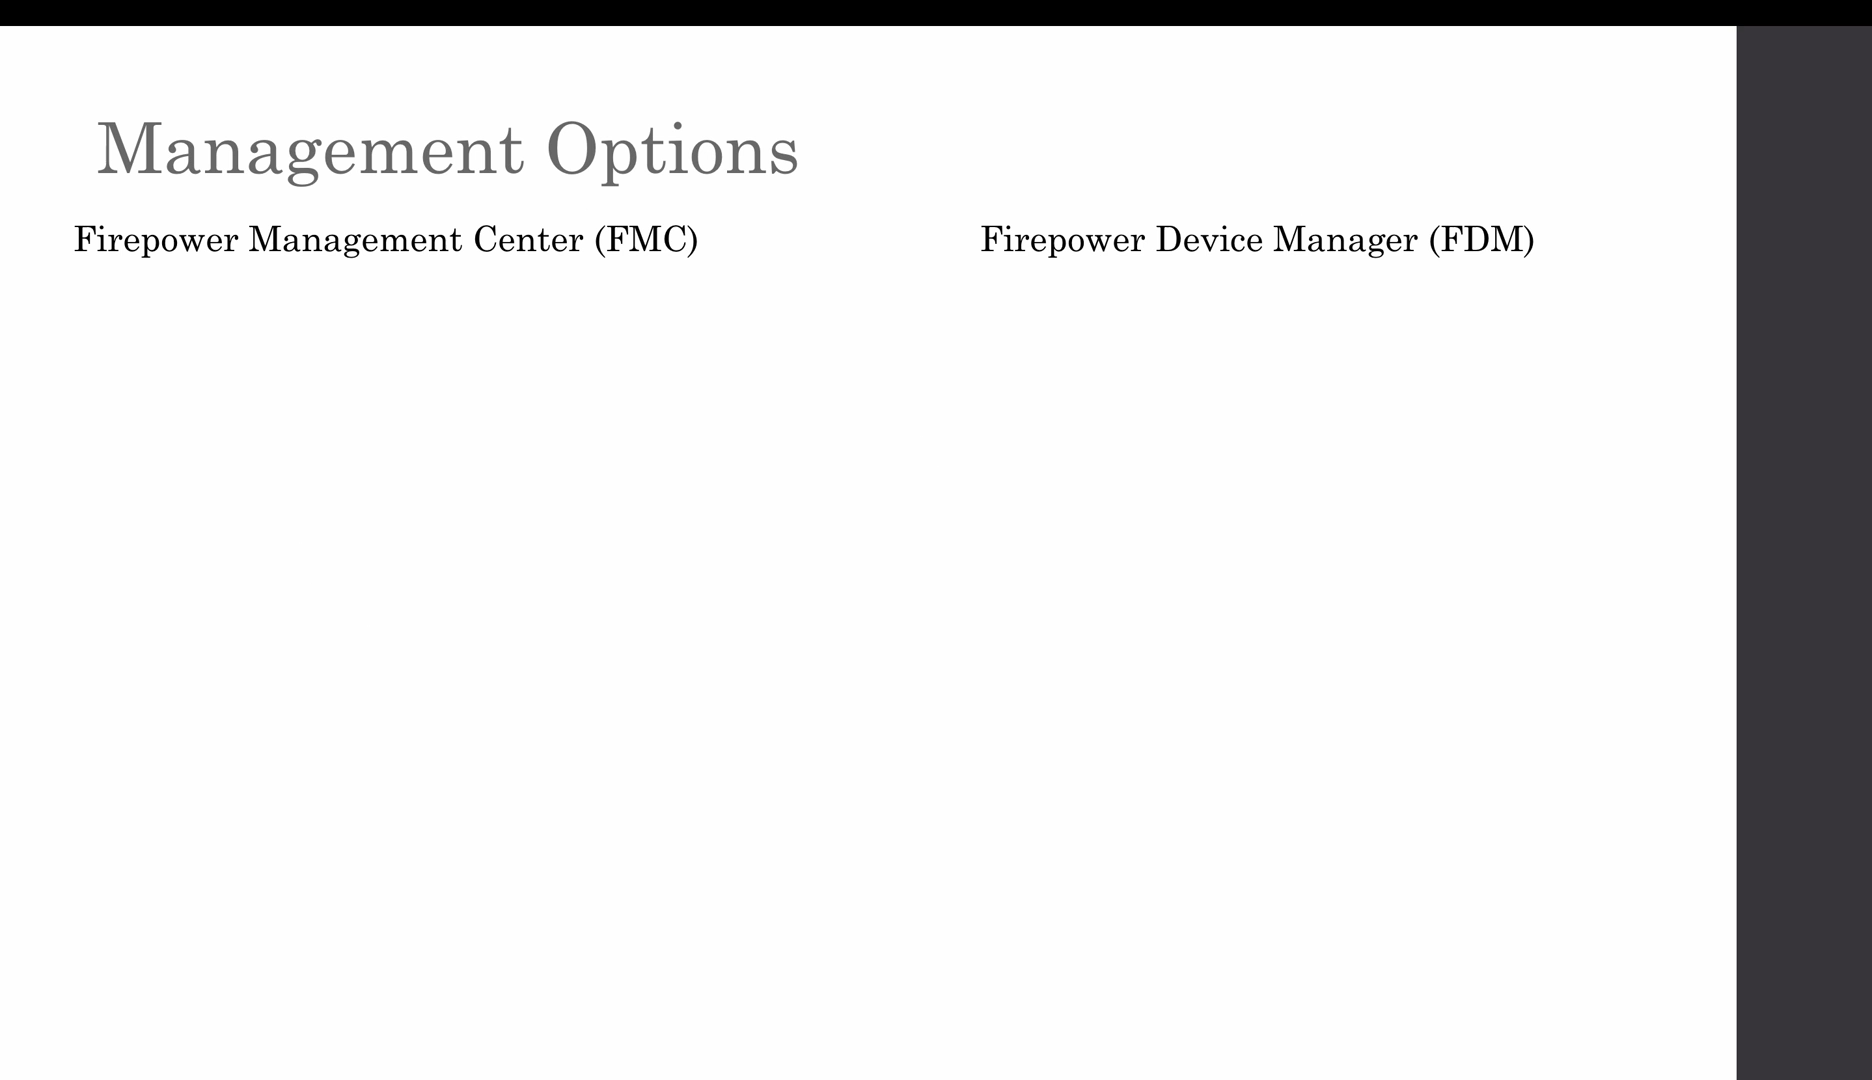 Management Options
Firepower Management Center (FMC)
Firepower Device Manager (FDM)